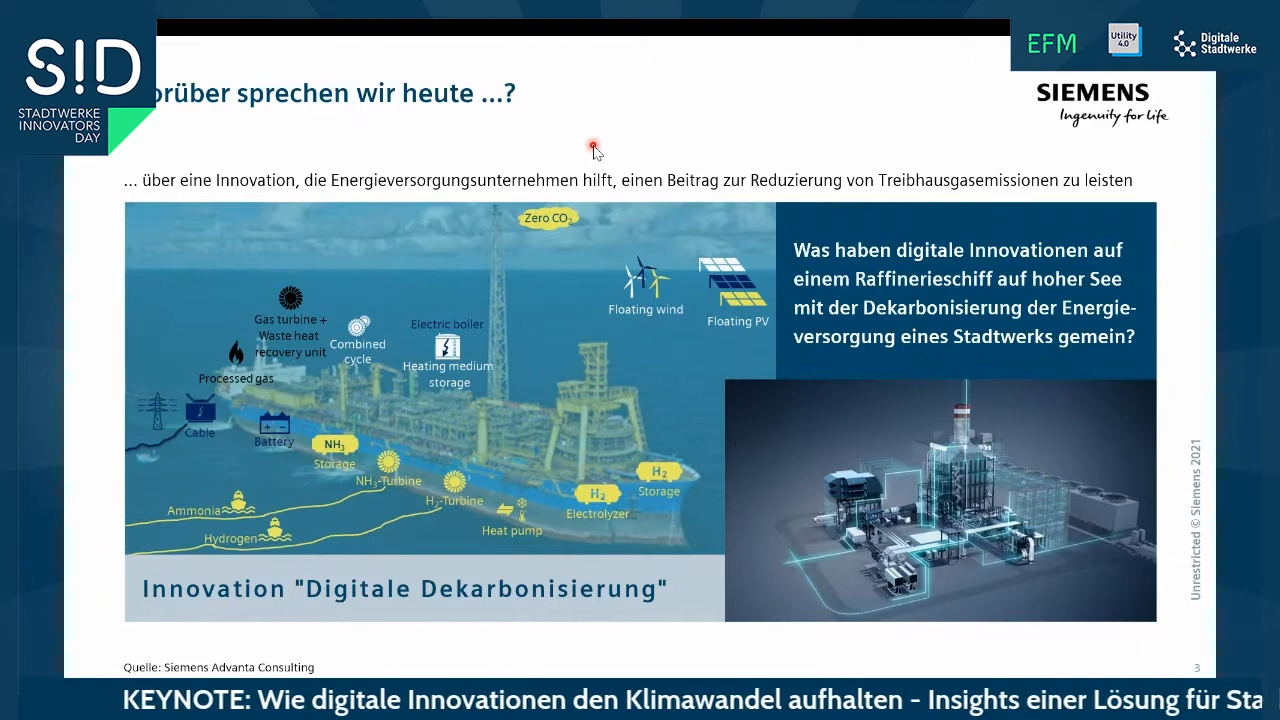 S!D
STADTWERKE
INNOVATORS
DAY
EFM
Utility
4.0
Digitale
Stadtwerke
orüber sprechen wir heute ...?
SIEMENS
Ingenuity for life
... über eine Innovation, die Energieversorgungsunternehmen hilft, einen Beitrag zur Reduzierung von Treibhausgasemissionen zu leisten
Zero CO₂
Floating wind
Floating PV
Gas turbine +
Waste heat
recovery unit
Combined
cycle
Electric boiler
Heating medium
storage
Processed gas
Cable
Battery
NH₃
Storage
NH₃-Turbine
H₂-Turbine
Heat pump
H₂
Electrolyzer
H₂
Storage
Ammonia
Hydrogen
Was haben digitale Innovationen auf
einem Raffinerieschiff auf hoher See
mit der Dekarbonisierung der Energie-
versorgung eines Stadtwerks gemein?
Innovation "Digitale Dekarbonisierung"
Unrestricted © Siemens 2021
Quelle: Siemens Advanta Consulting
3
KEYNOTE: Wie digitale Innovationen den Klimawandel aufhalten - Insights einer Lösung für Sta